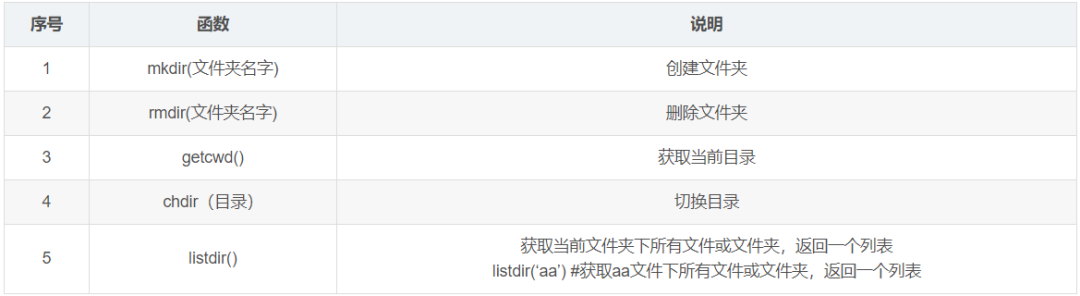 序号 函数 说明
1 mkdir(文件夹名字) 创建文件夹
2 rmdir(文件夹名字) 删除文件夹
3 getcwd() 获取当前目录
4 chdir（目录） 切换目录
5 listdir() 获取当前文件夹下所有文件或文件夹，返回一个列表
listdir(‘aa’) #获取aa文件下所有文件或文件夹，返回一个列表